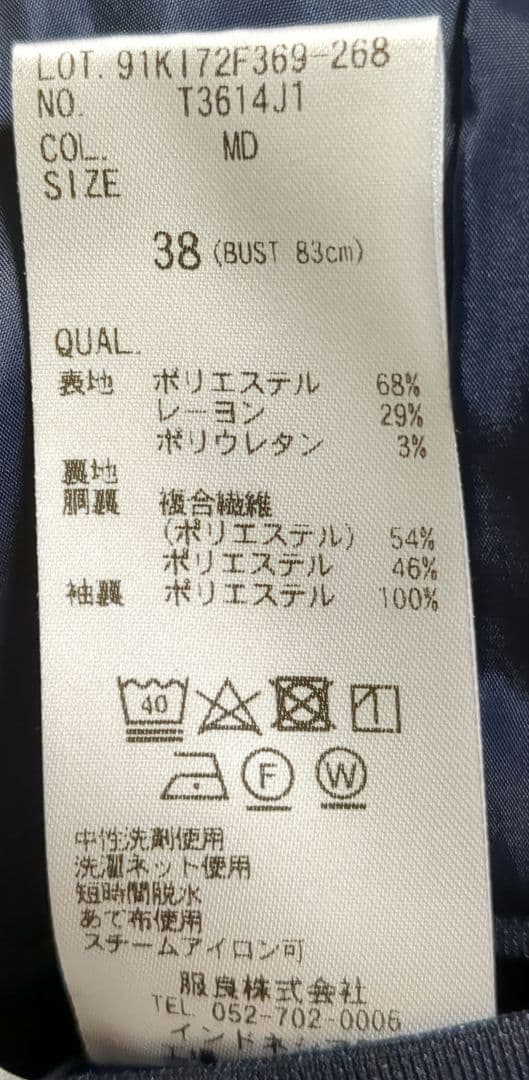 LOT. 91KI72F369-268
NO. T3614J1
COL. MD
SIZE
38 (BUST 83cm)
QUAL.
表地 ポリエステル 68%
レーヨン 29%
ポリウレタン 3%
裏地
胴裏 複合繊維
(ポリエステル) 54%
ポリエステル 46%
袖裏 ポリエステル 100%
40
F W
中性洗剤使用
洗濯ネット使用
短時間脱水
あて布使用
スチームアイロン可
服良株式会社
TEL 052-702-0006